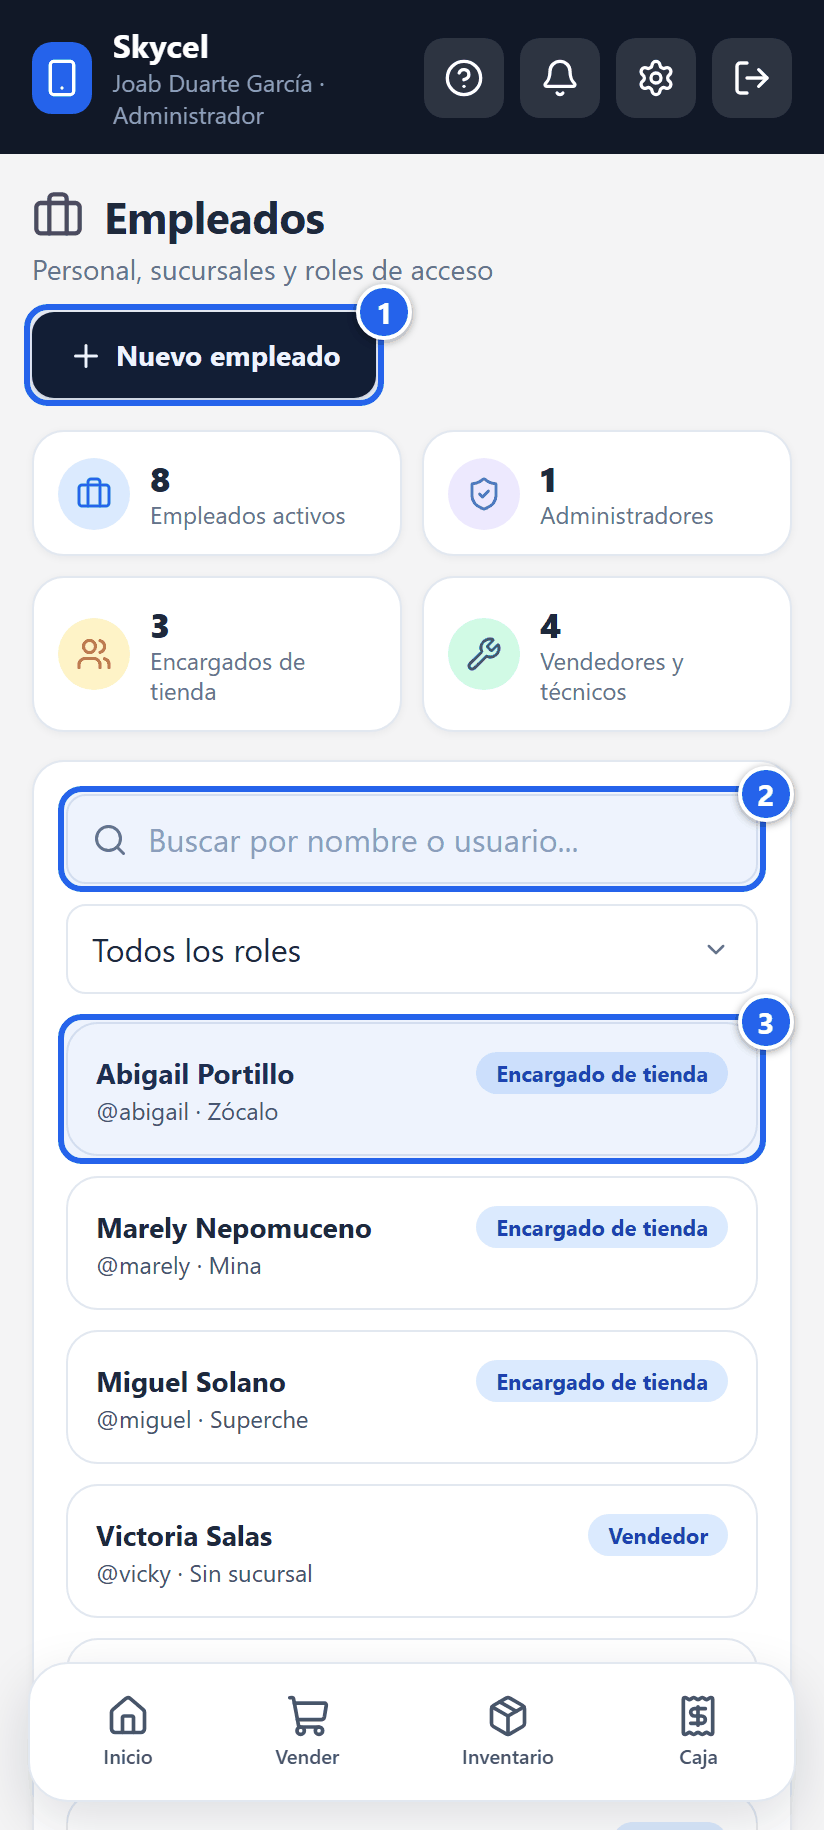 Skycel
Joab Duarte García ·
Administrador
Empleados
Personal, sucursales y roles de acceso
1
Nuevo empleado
8
Empleados activos
1
Administradores
3
Encargados de
tienda
4
Vendedores y
técnicos
2
Buscar por nombre o usuario...
Todos los roles
3
Abigail Portillo
Encargado de tienda
@abigail · Zócalo
Marely Nepomuceno
Encargado de tienda
@marely · Mina
Miguel Solano
Encargado de tienda
@miguel · Superche
Victoria Salas
Vendedor
@vicky · Sin sucursal
Inicio
Vender
Inventario
Caja